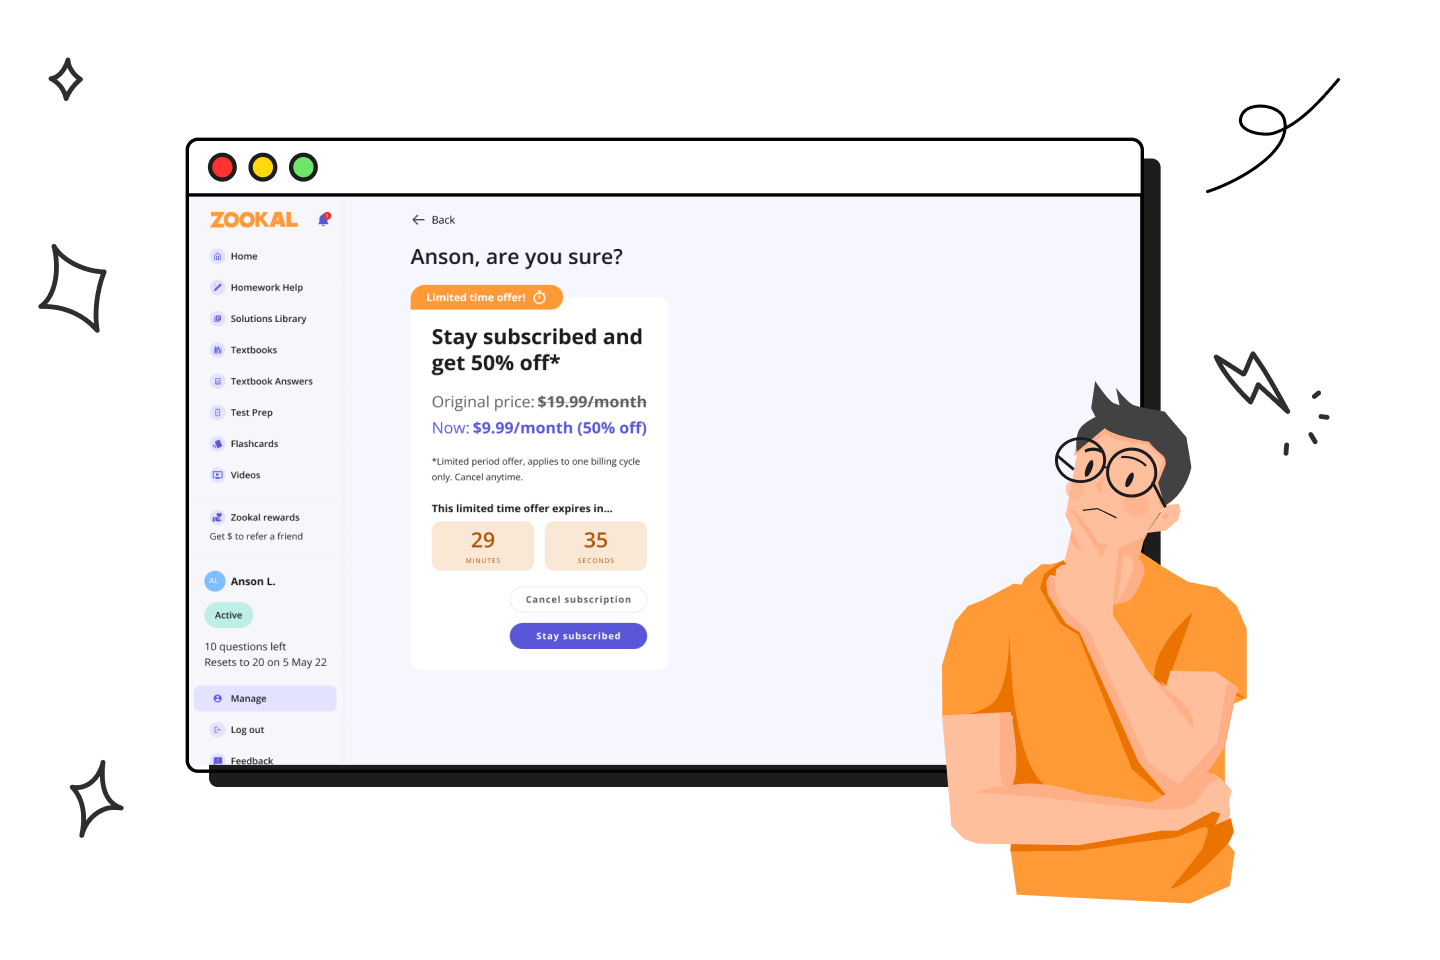 ZOOKAL
Home
Homework Help
Solutions Library
Textbooks
Textbook Answers
Test Prep
Flashcards
Videos
Zookal rewards
Get $ to refer a friend
AL
Anson L.
Active
10 questions left
Resets to 20 on 5 May 22
Manage
Log out
Feedback
Back
Anson, are you sure?
Limited time offer!
Stay subscribed and
get 50% off*
Original price: $19.99/month
Now: $9.99/month (50% off)
*Limited period offer, applies to one billing cycle
only. Cancel anytime.
This limited time offer expires in...
29
MINUTES
35
SECONDS
Cancel subscription
Stay subscribed